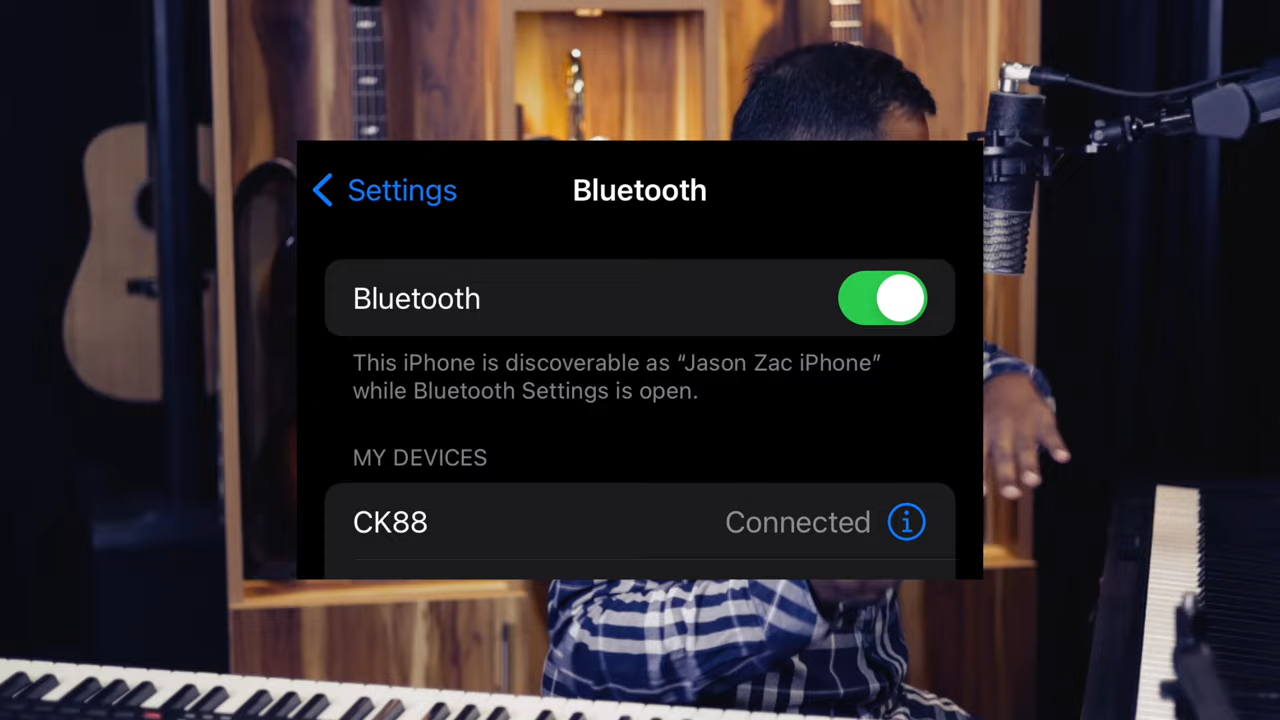 Settings
Bluetooth
Bluetooth
This iPhone is discoverable as “Jason Zac iPhone”
while Bluetooth Settings is open.
MY DEVICES
CK88 Connected